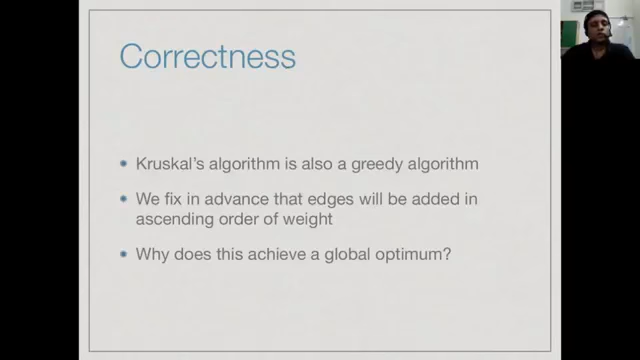 Correctness
Kruskal's algorithm is also a greedy algorithm
We fix in advance that edges will be added in
ascending order of weight
Why does this achieve a global optimum?